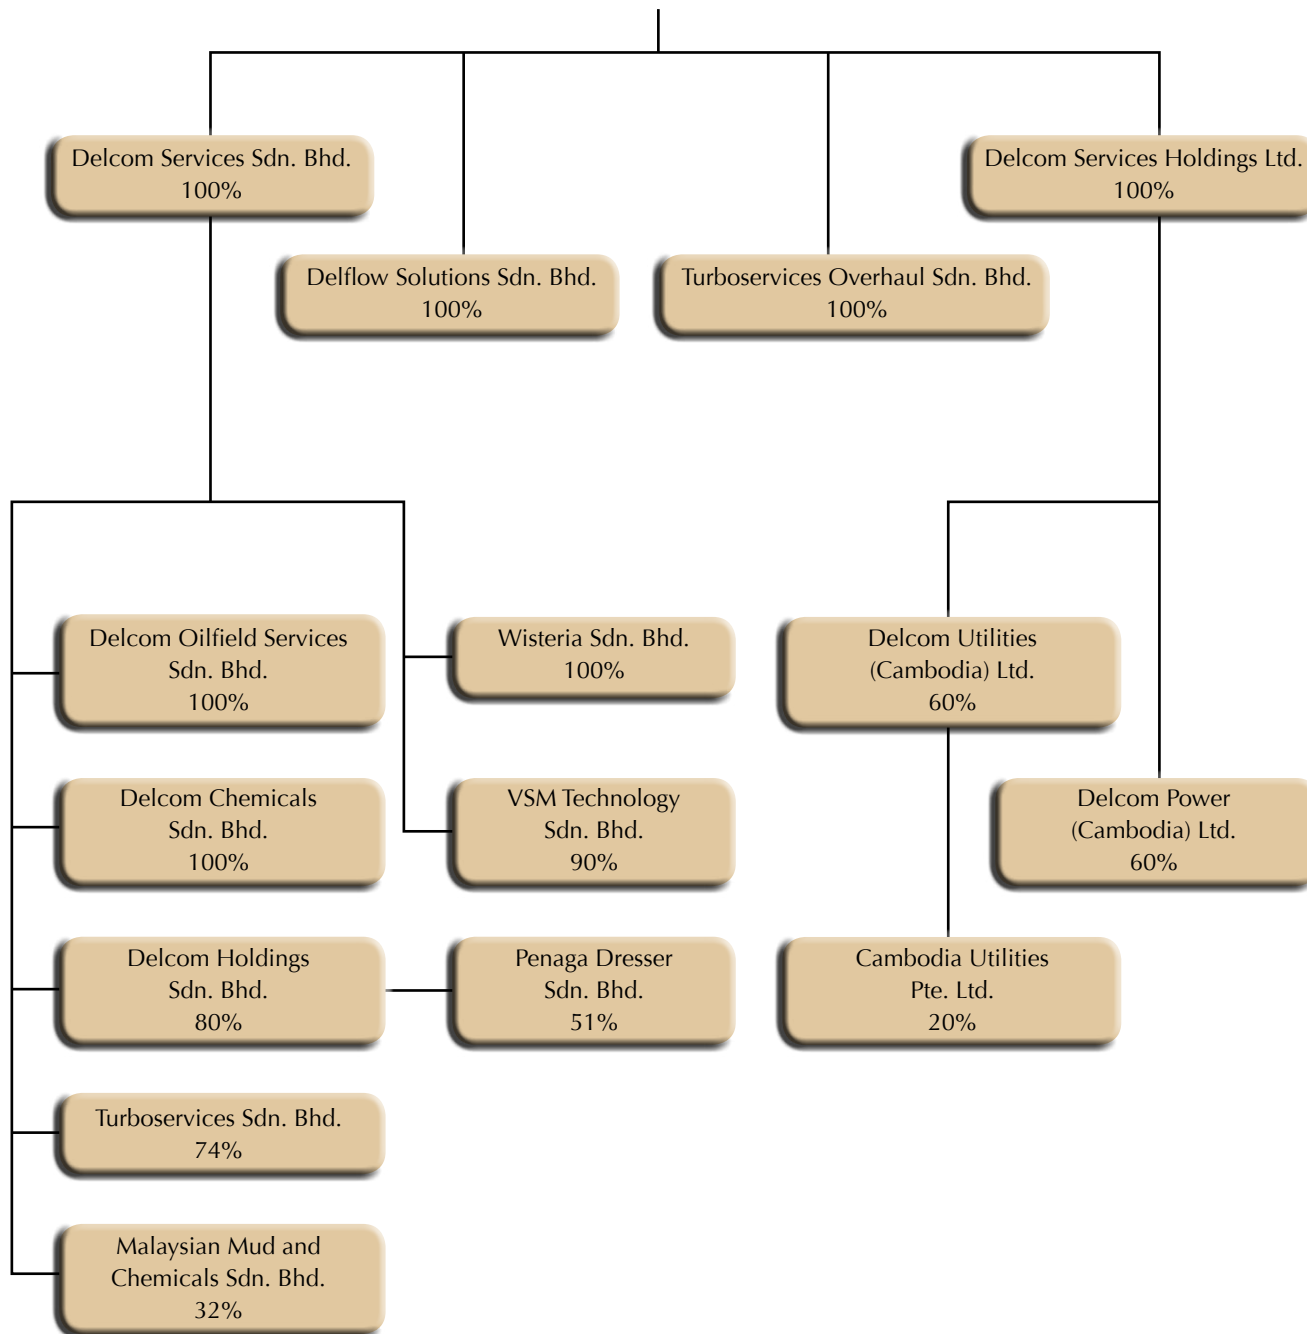 Delcom Services Sdn. Bhd.
100%
Delcom Services Holdings Ltd.
100%
Delflow Solutions Sdn. Bhd.
100%
Turboservices Overhaul Sdn. Bhd.
100%
Delcom Oilfield Services
Sdn. Bhd.
100%
Wisteria Sdn. Bhd.
100%
Delcom Utilities
(Cambodia) Ltd.
60%
Delcom Chemicals
Sdn. Bhd.
100%
VSM Technology
Sdn. Bhd.
90%
Delcom Power
(Cambodia) Ltd.
60%
Delcom Holdings
Sdn. Bhd.
80%
Penaga Dresser
Sdn. Bhd.
51%
Cambodia Utilities
Pte. Ltd.
20%
Turboservices Sdn. Bhd.
74%
Malaysian Mud and
Chemicals Sdn. Bhd.
32%